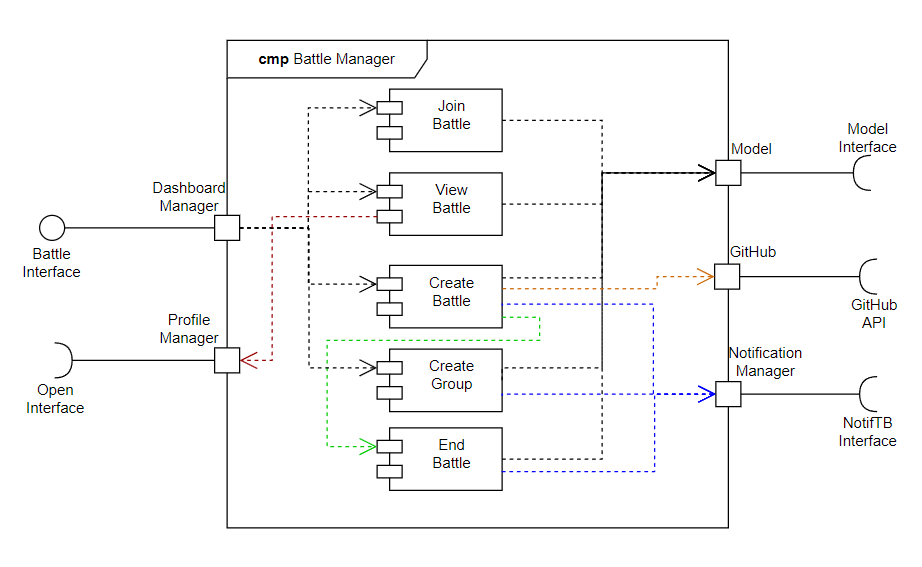 cmp Battle Manager
Join
Battle
View
Battle
Create
Battle
Create
Group
End
Battle
Dashboard
Manager
Battle
Interface
Profile
Manager
Open
Interface
Model
Model
Interface
GitHub
GitHub
API
Notification
Manager
NotifTB
Interface